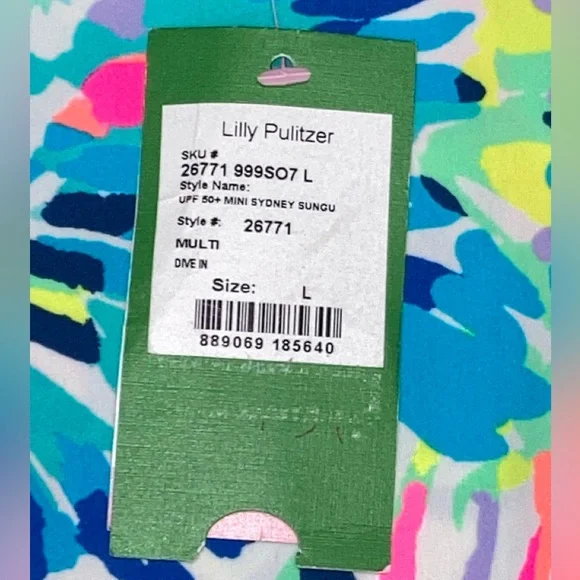 Lilly Pulitzer
SKU #
26771 999SO7 L
Style Name:
UPF 50+ MINI SYDNEY SUNGU
Style #: 26771
MULTI
DIVE IN
Size: L
889069 185640